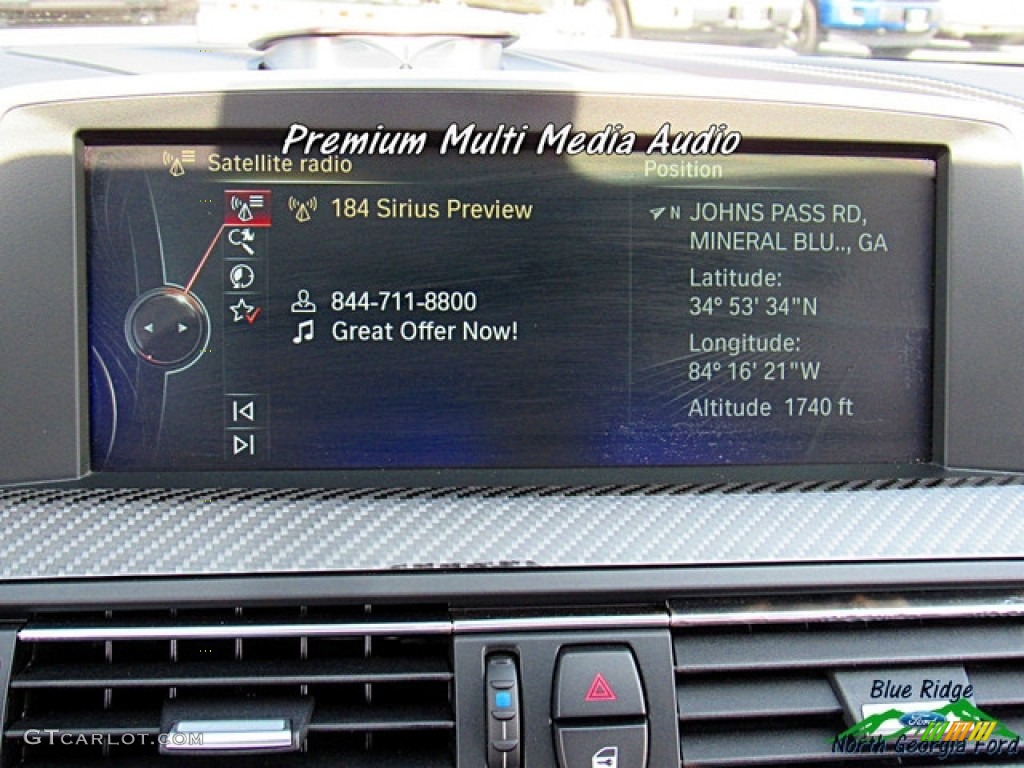 Premium Multi Media Audio
Satellite radio
Position
184 Sirius Preview
N JOHNS PASS RD,
MINERAL BLU.., GA
Latitude:
34° 53' 34"N
844-711-8800
Great Offer Now!
Longitude:
84° 16' 21"W
Altitude 1740 ft
Blue Ridge
Ford
North Georgia Ford
GTCARLOT.COM